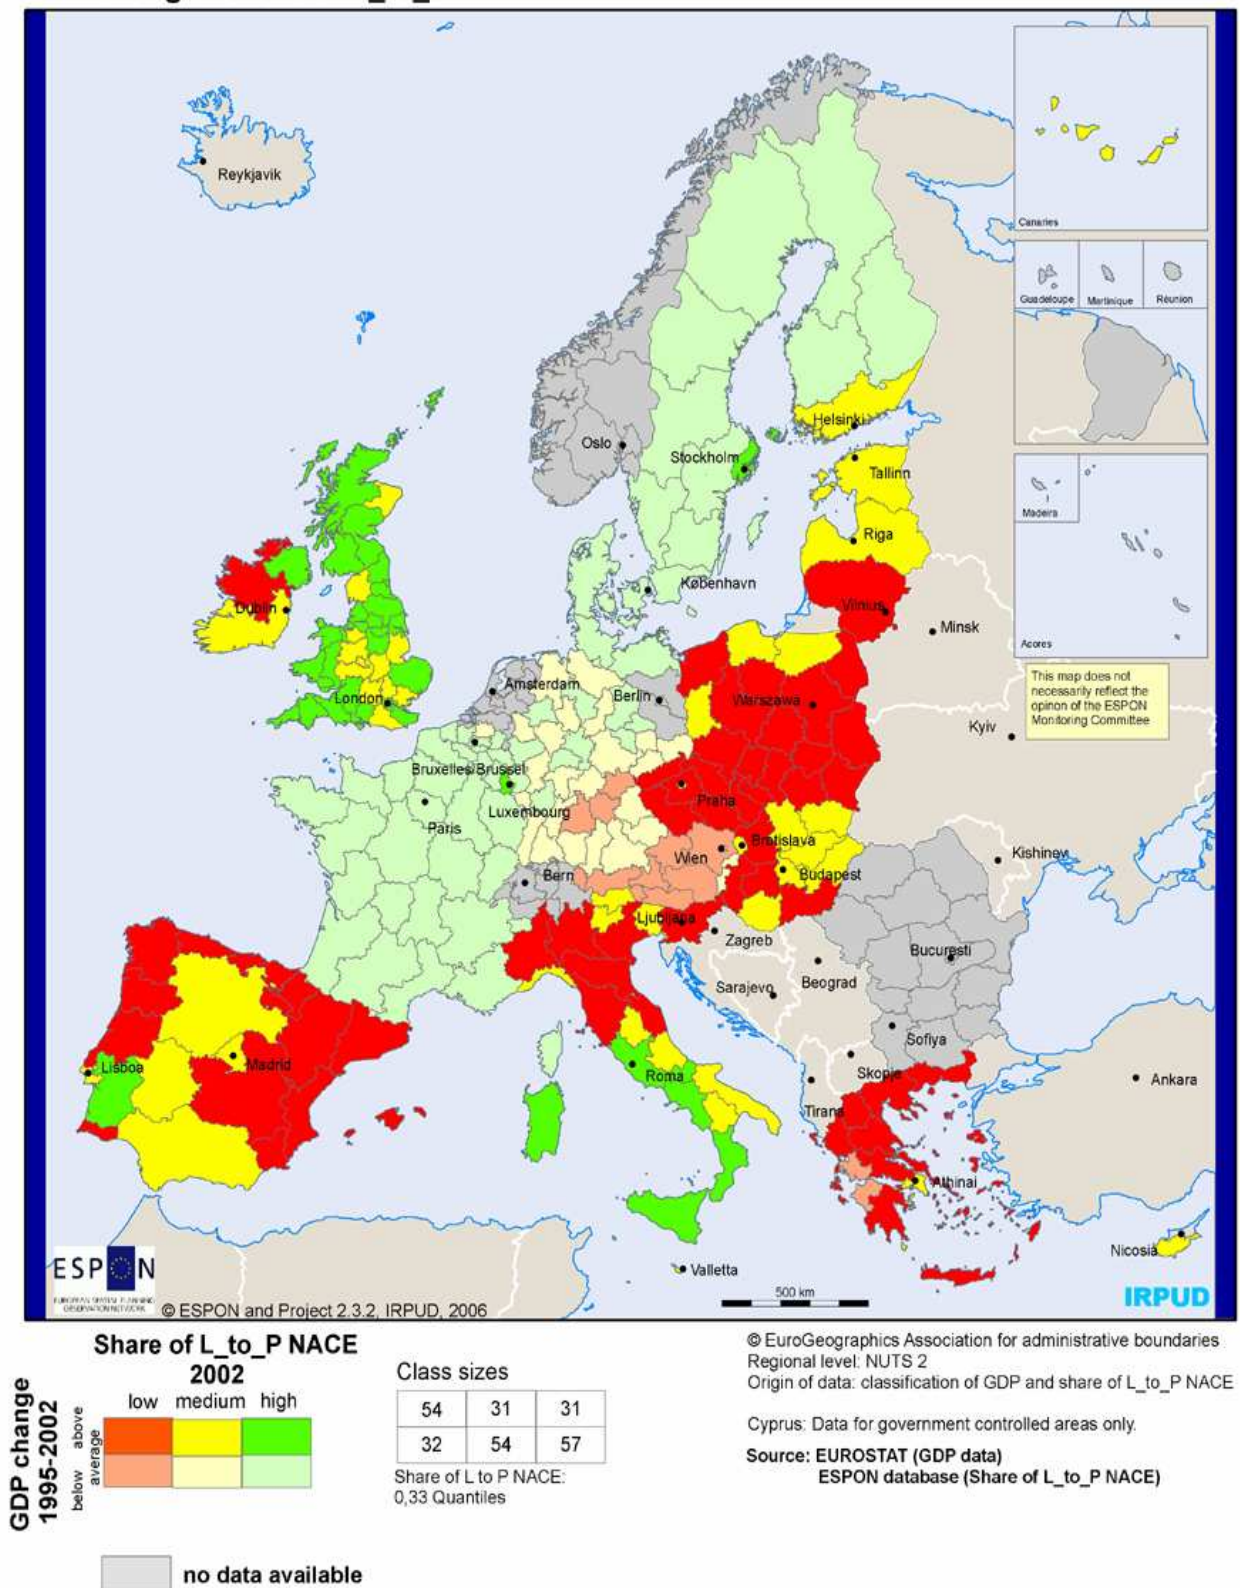 Reykjavik
Canaries
Guadeloupe
Martinique
Réunion
Oslo
Helsinki
Stockholm
Tallinn
Madeira
Riga
Dublin
København
Vilnius
Minsk
Acores
Amsterdam
Berlin
Warszawa
London
This map does not
necessarily reflect the
opinon of the ESPON
Monitoring Committee
Kyiv
Bruxelles/Brussel
Praha
Luxembourg
Paris
Bratislava
Wien
Kishinev
Bern
Budapest
Ljubljana
Zagreb
Bucuresti
Sarajevo
Beograd
Sofiya
Lisboa
Madrid
Roma
Skopje
Ankara
Tirana
Athinai
Nicosia
Valletta
ESPON
EUROPEAN SPATIAL PLANNING
OBSERVATION NETWORK
© ESPON and Project 2.3.2, IRPUD, 2006
500 km
IRPUD
Share of L_to_P NACE
2002
low medium high
GDP change
1995-2002
below above
average
no data available
Class sizes
54 31 31
32 54 57
Share of L to P NACE:
0,33 Quantiles
© EuroGeographics Association for administrative boundaries
Regional level: NUTS 2
Origin of data: classification of GDP and share of L_to_P NACE
Cyprus: Data for government controlled areas only.
Source: EUROSTAT (GDP data)
ESPON database (Share of L_to_P NACE)